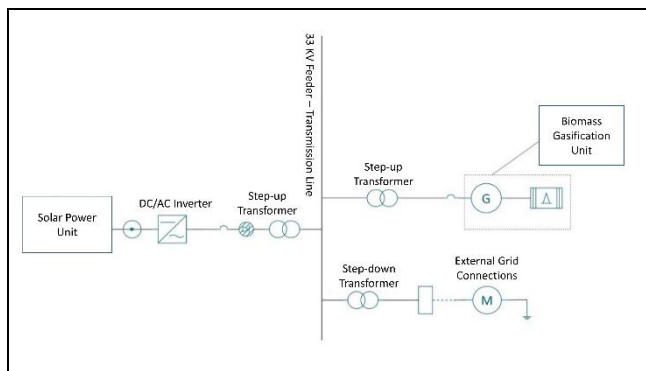 33 KV Feeder – Transmission Line
Biomass
Gasification
Unit
Step-up
Transformer
G
Solar Power
Unit
DC/AC Inverter
Step-up
Transformer
Step-down
Transformer
External Grid
Connections
M